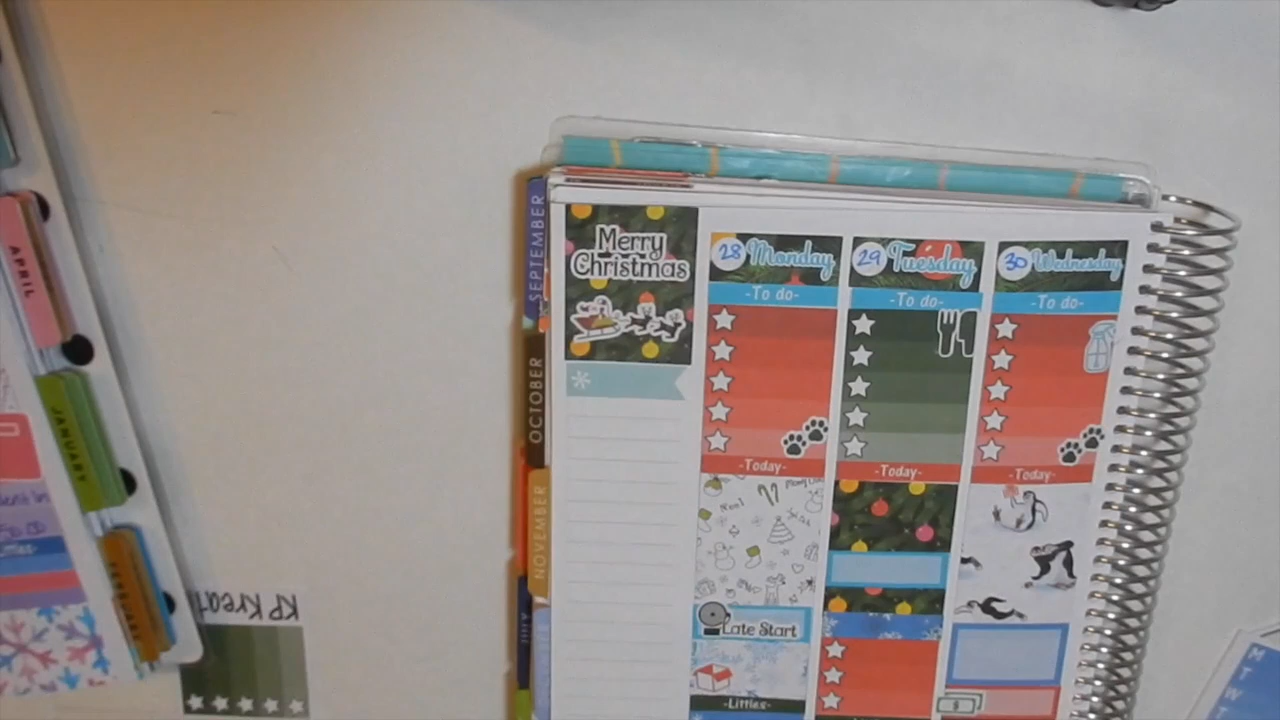 APRIL
JANUARY
KP Krea
SEPTEMBER
OCTOBER
NOVEMBER
Merry
Christmas
28 Monday
-To do-
-Today-
Late Start
-Littles-
29 Tuesday
-To do-
-Today-
30 Wednesday
-To do-
-Today-
M
T
W
T